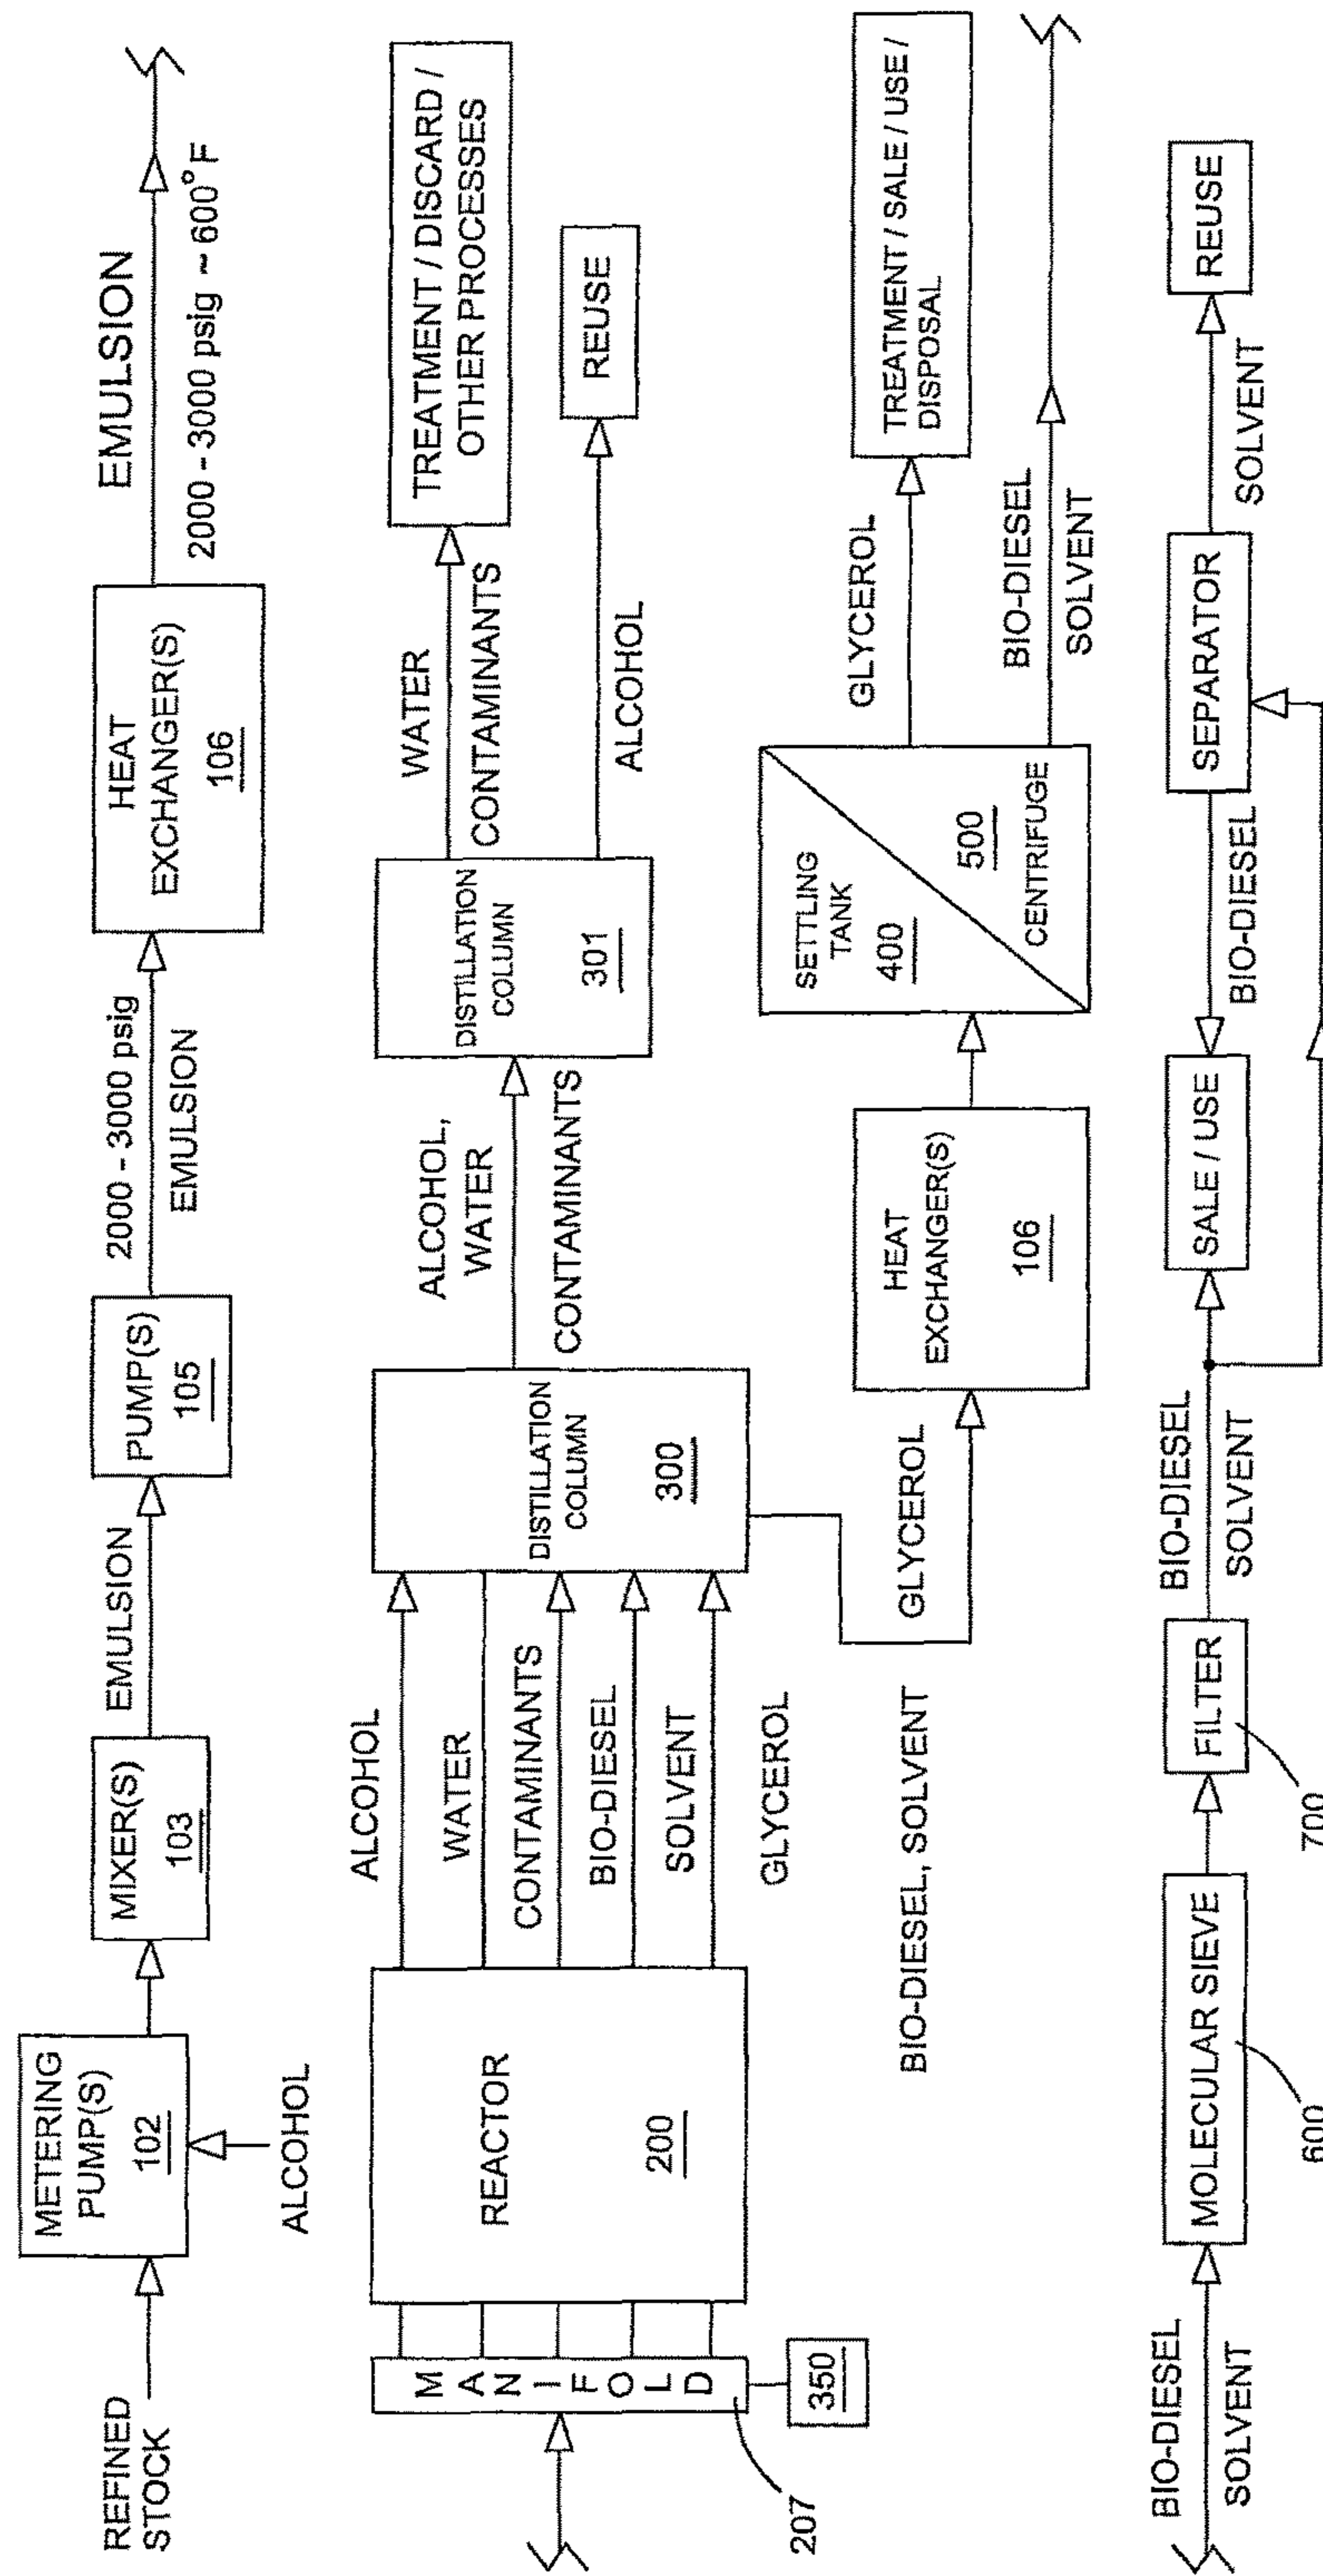 REFINED
STOCK
METERING
PUMP(S)
102
ALCOHOL
MIXER(S)
103
EMULSION
PUMP(S)
105
2000 - 3000 psig
EMULSION
HEAT
EXCHANGER(S)
106
EMULSION
2000 - 3000 psig ~ 600°F
MANIFOLD
207
350
REACTOR
200
ALCOHOL
WATER
CONTAMINANTS
BIO-DIESEL
SOLVENT
GLYCEROL
DISTILLATION
COLUMN
300
ALCOHOL,
WATER
CONTAMINANTS
DISTILLATION
COLUMN
301
WATER
CONTAMINANTS
TREATMENT / DISCARD /
OTHER PROCESSES
ALCOHOL
REUSE
BIO-DIESEL, SOLVENT
GLYCEROL
HEAT
EXCHANGER(S)
106
SETTLING
TANK
400
500
CENTRIFUGE
GLYCEROL
TREATMENT / SALE / USE /
DISPOSAL
BIO-DIESEL
SOLVENT
BIO-DIESEL
SOLVENT
MOLECULAR SIEVE
600
FILTER
700
BIO-DIESEL
SOLVENT
SALE / USE
BIO-DIESEL
SEPARATOR
SOLVENT
REUSE